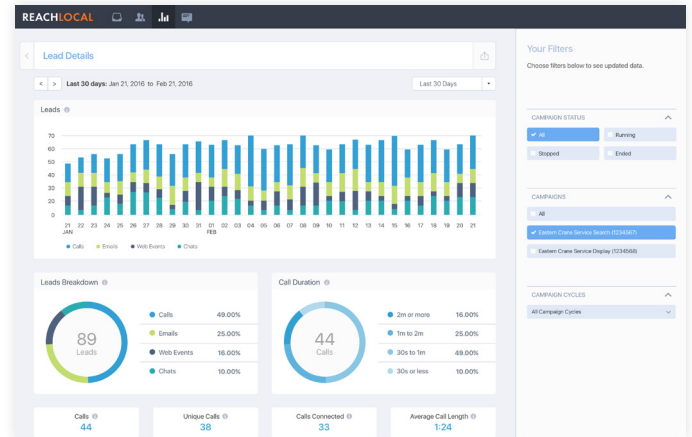 REACHLOCAL
Lead Details
Last 30 days: Jan 21, 2016 to Feb 21, 2016
Last 30 Days
Leads
70
60
50
40
30
20
10
0
21 22 23 24 25 26 27 28 29 30 31 01 02 03 04 05 06 07 08 09 10 11 12 13 14 15 16 17 18 19 20 21
JAN FEB
Calls Emails Web Events Chats
Leads Breakdown
89
Leads
Calls 49.00%
Emails 25.00%
Web Events 16.00%
Chats 10.00%
Call Duration
44
Calls
2m or more 16.00%
1m to 2m 25.00%
30s to 1m 49.00%
30s or less 10.00%
Calls
44
Unique Calls
38
Calls Connected
33
Average Call Length
1:24
Your Filters
Choose filters below to see updated data.
CAMPAIGN STATUS
All Running
Stopped Ended
CAMPAIGNS
All
Eastern Crane Service Search (1234567)
Eastern Crane Service Display (1234568)
CAMPAIGN CYCLES
All Campaign Cycles